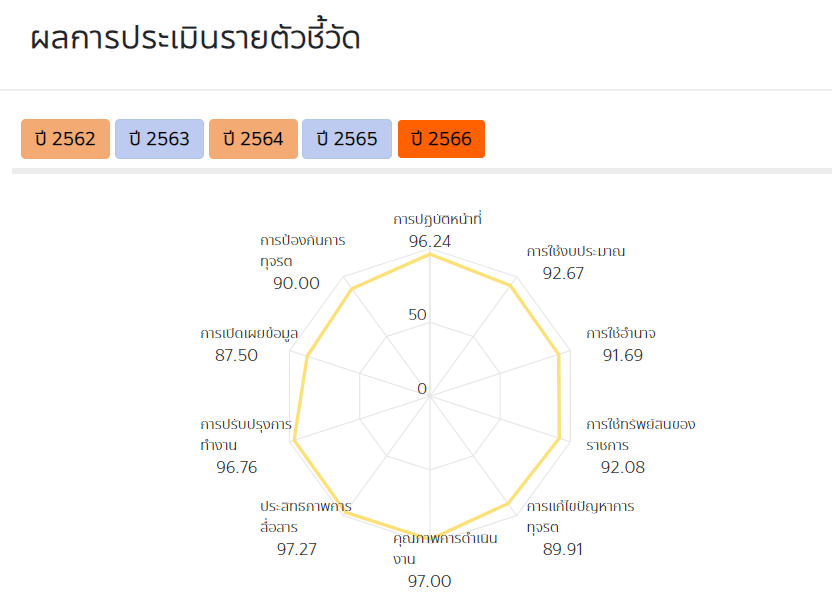 ผลการประเมินรายตัวชี้วัด
ปี 2562
ปี 2563
ปี 2564
ปี 2565
ปี 2566
การปฏิบัติหน้าที่
96.24
การใช้งบประมาณ
92.67
การใช้อำนาจ
91.69
การใช้ทรัพย์สินของ
ราชการ
92.08
การแก้ไขปัญหาการ
ทุจริต
89.91
คุณภาพการดำเนิน
งาน
97.00
ประสิทธิภาพการ
สื่อสาร
97.27
การปรับปรุงการ
ทำงาน
96.76
การเปิดเผยข้อมูล
87.50
การป้องกันการ
ทุจริต
90.00
50
0